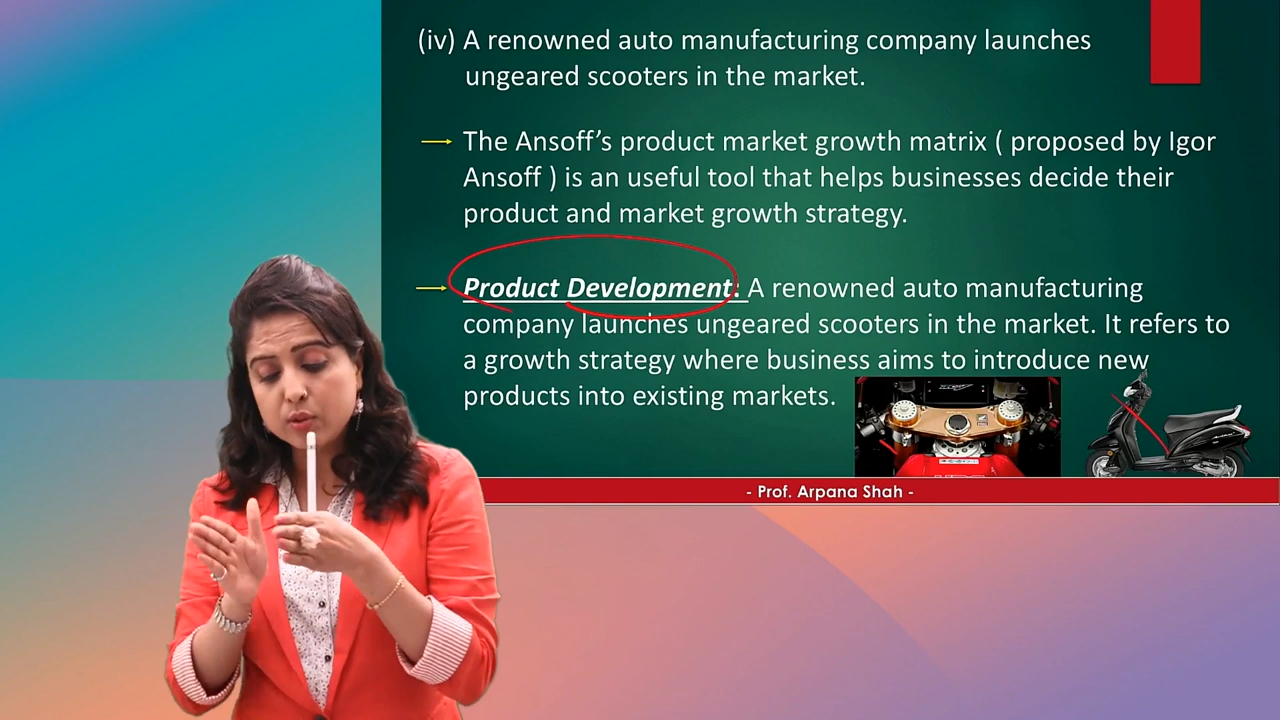 (iv) A renowned auto manufacturing company launches
ungeared scooters in the market.
The Ansoff’s product market growth matrix ( proposed by Igor
Ansoff ) is an useful tool that helps businesses decide their
product and market growth strategy.
Product Development: A renowned auto manufacturing
company launches ungeared scooters in the market. It refers to
a growth strategy where business aims to introduce new
products into existing markets.
- Prof. Arpana Shah -